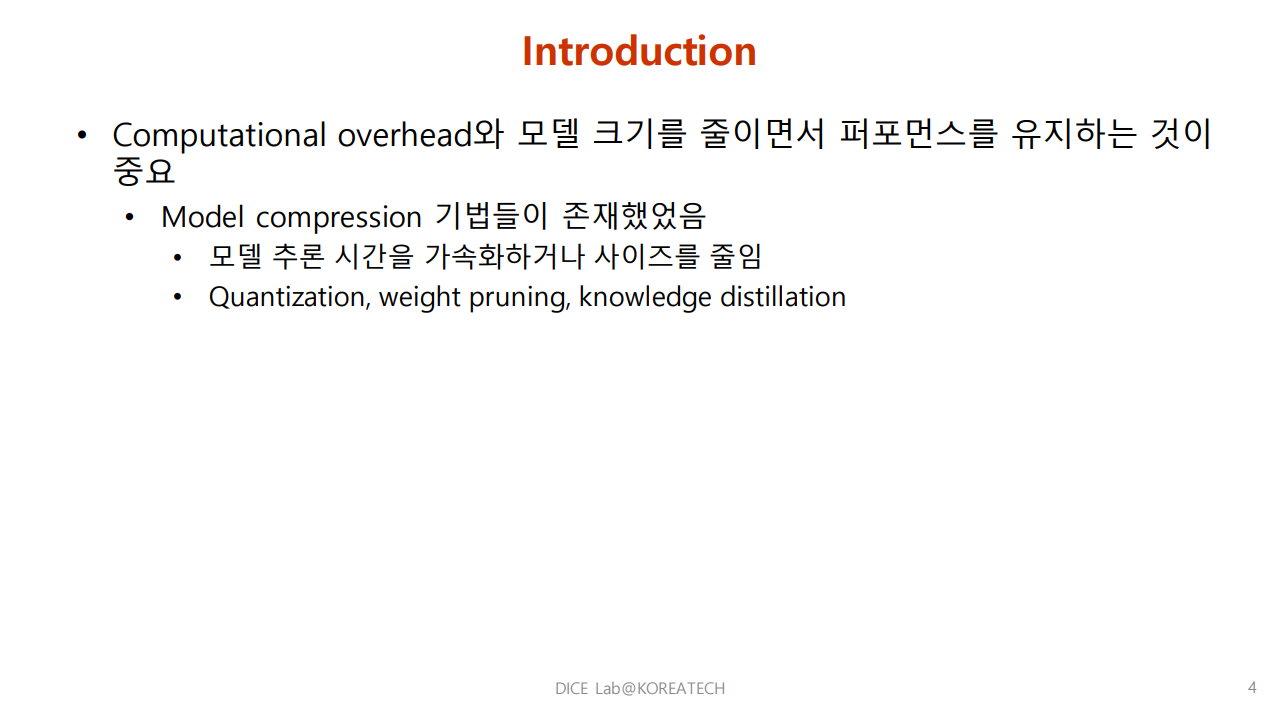 Introduction
• Computational overhead와 모델 크기를 줄이면서 퍼포먼스를 유지하는 것이
중요
• Model compression 기법들이 존재했었음
• 모델 추론 시간을 가속화하거나 사이즈를 줄임
• Quantization, weight pruning, knowledge distillation
DICE Lab@KOREATECH
4